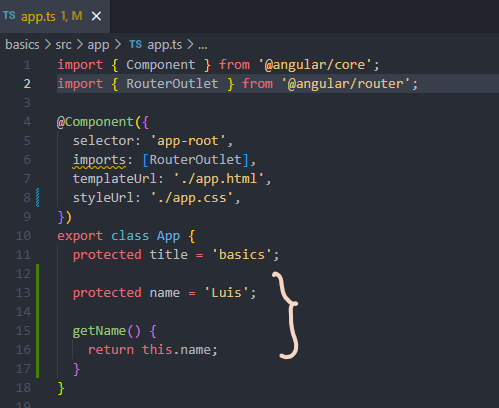 TS app.ts 1, M X
basics > src > app > TS app.ts > ...
1 import { Component } from '@angular/core';
2 import { RouterOutlet } from '@angular/router';
3
4 @Component({
5 selector: 'app-root',
6 imports: [RouterOutlet],
7 templateUrl: './app.html',
8 styleUrl: './app.css',
9 })
10 export class App {
11 protected title = 'basics';
12
13 protected name = 'Luis';
14
15 getName() {
16 return this.name;
17 }
18 }